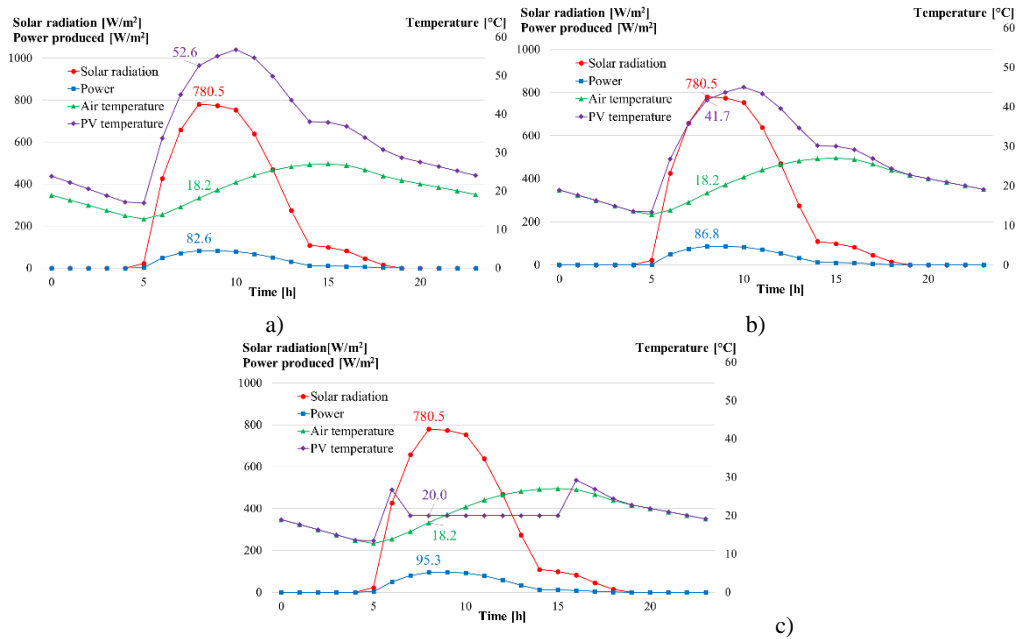 Solar radiation [W/m²]
Power produced [W/m²]
Temperature [°C]
1000
800
600
400
200
0
60
50
40
30
20
10
0
Solar radiation
Power
Air temperature
PV temperature
52.6
780.5
18.2
82.6
0 5 10 15 20
Time [h]
a)
Solar radiation [W/m²]
Power produced [W/m²]
Temperature [°C]
1000
800
600
400
200
0
60
50
40
30
20
10
0
Solar radiation
Power
Air temperature
PV temperature
780.5
41.7
18.2
86.8
0 5 10 15 20
Time [h]
b)
Solar radiation[W/m²]
Power produced [W/m²]
Temperature [°C]
1000
800
600
400
200
0
60
50
40
30
20
10
0
Solar radiation
Power
Air temperature
PV temperature
780.5
20.0
18.2
95.3
0 5 10 15 20
Time [h]
c)